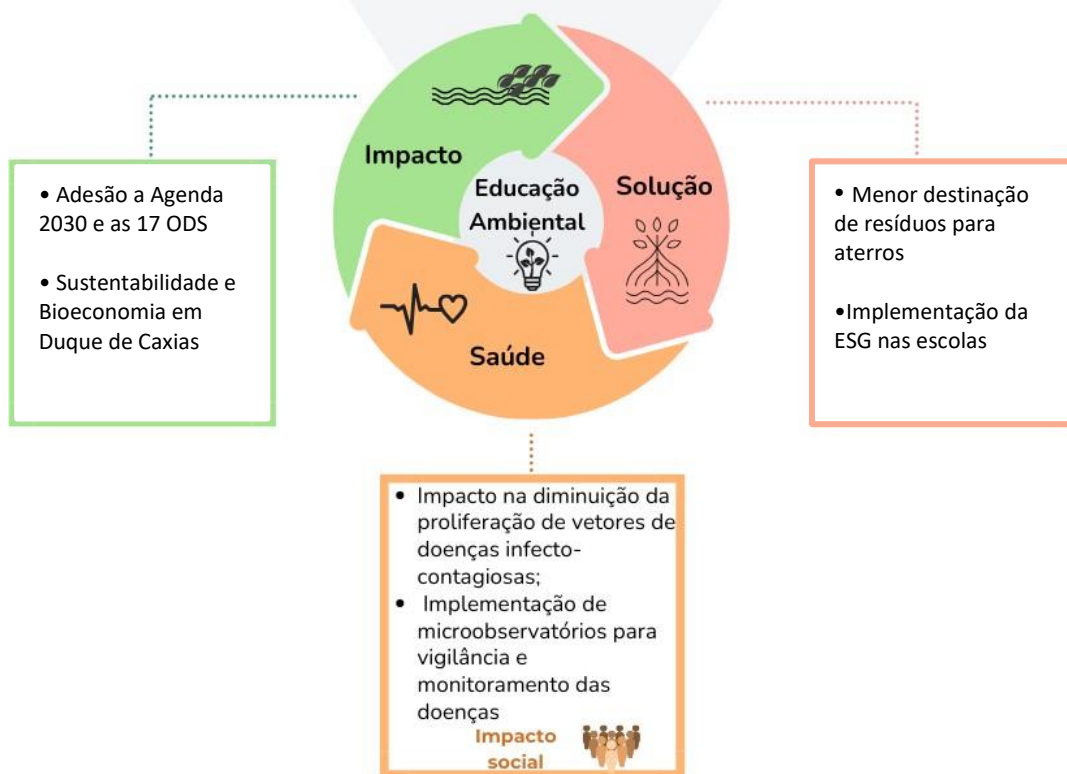 Impacto
Educação
Ambiental
Solução
Saúde
• Adesão a Agenda
2030 e as 17 ODS
• Sustentabilidade e
Bioeconomia em
Duque de Caxias
• Menor destinação
de resíduos para
aterros
•Implementação da
ESG nas escolas
• Impacto na diminuição da
proliferação de vetores de
doenças infecto-
contagiosas;
• Implementação de
microobservatórios para
vigilância e
monitoramento das
doenças
Impacto
social